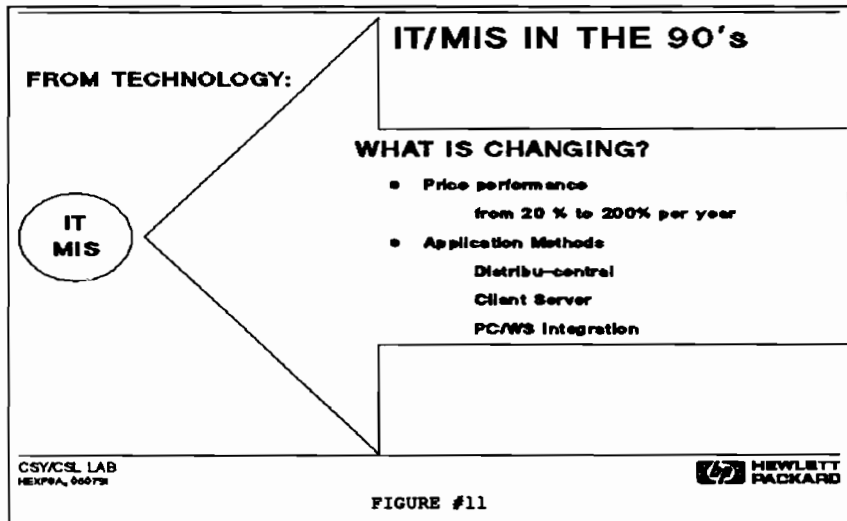 IT/MIS IN THE 90's
FROM TECHNOLOGY:
WHAT IS CHANGING?
• Price performance
from 20 % to 200% per year
• Application Methods
Distribu-central
Client Server
PC/WS Integration
IT
MIS
CSY/CSL LAB
hp HEWLETT
PACKARD
FIGURE #11